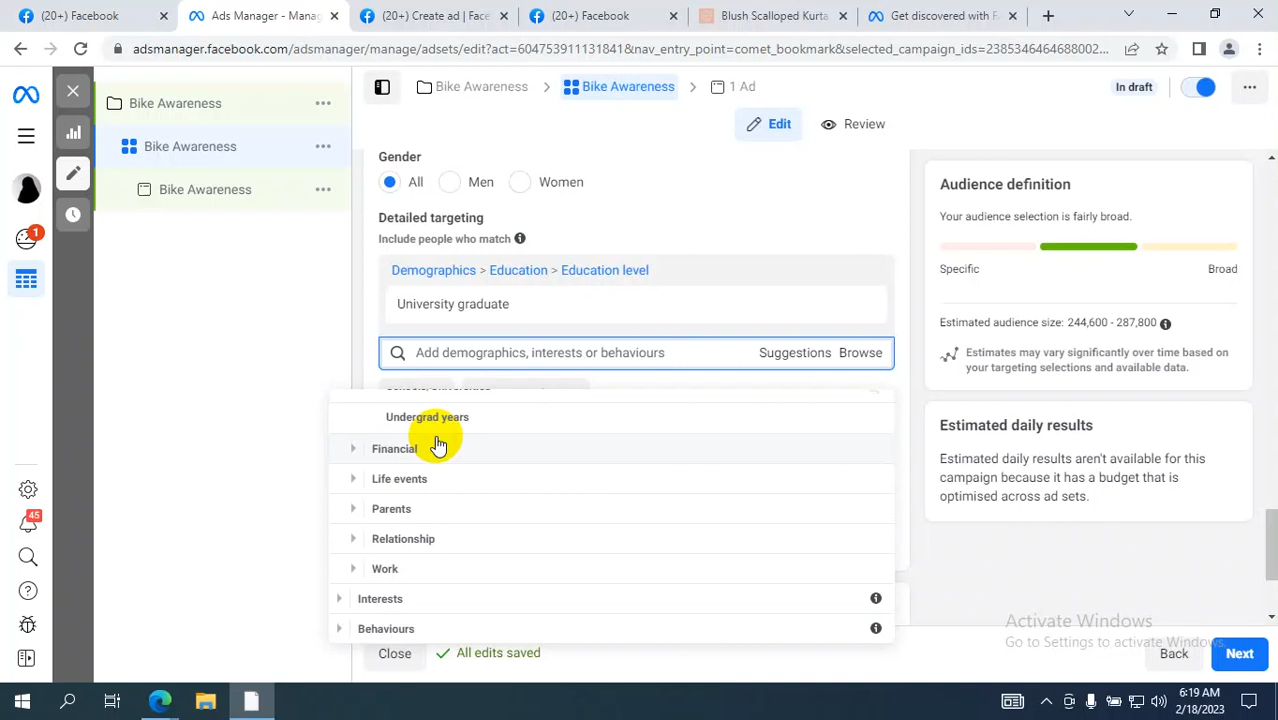 (20+) Facebook
Ads Manager - Manag
(20+) Create ad | Face
(20+) Facebook
Blush Scalloped Kurta
Get discovered with FA
adsmanager.facebook.com/adsmanager/manage/adsets/edit?act=604753911131841&nav_entry_point=comet_bookmark&selected_campaign_ids=2385346464688002...
Bike Awareness
Bike Awareness
1 Ad
In draft
Bike Awareness
Edit
Review
Bike Awareness
Bike Awareness
1
45
Gender
All
Men
Women
Detailed targeting
Include people who match
Demographics > Education > Education level
University graduate
Add demographics, interests or behaviours
Suggestions
Browse
Undergrad years
Financial
Life events
Parents
Relationship
Work
Interests
Behaviours
Close
All edits saved
Back
Next
Audience definition
Your audience selection is fairly broad.
Specific
Broad
Estimated audience size: 244,600 - 287,800
Estimates may vary significantly over time based on
your targeting selections and available data.
Estimated daily results
Estimated daily results aren't available for this
campaign because it has a budget that is
optimised across ad sets.
Activate Windows
Go to Settings to activate Windows.
6:19 AM
2/18/2023